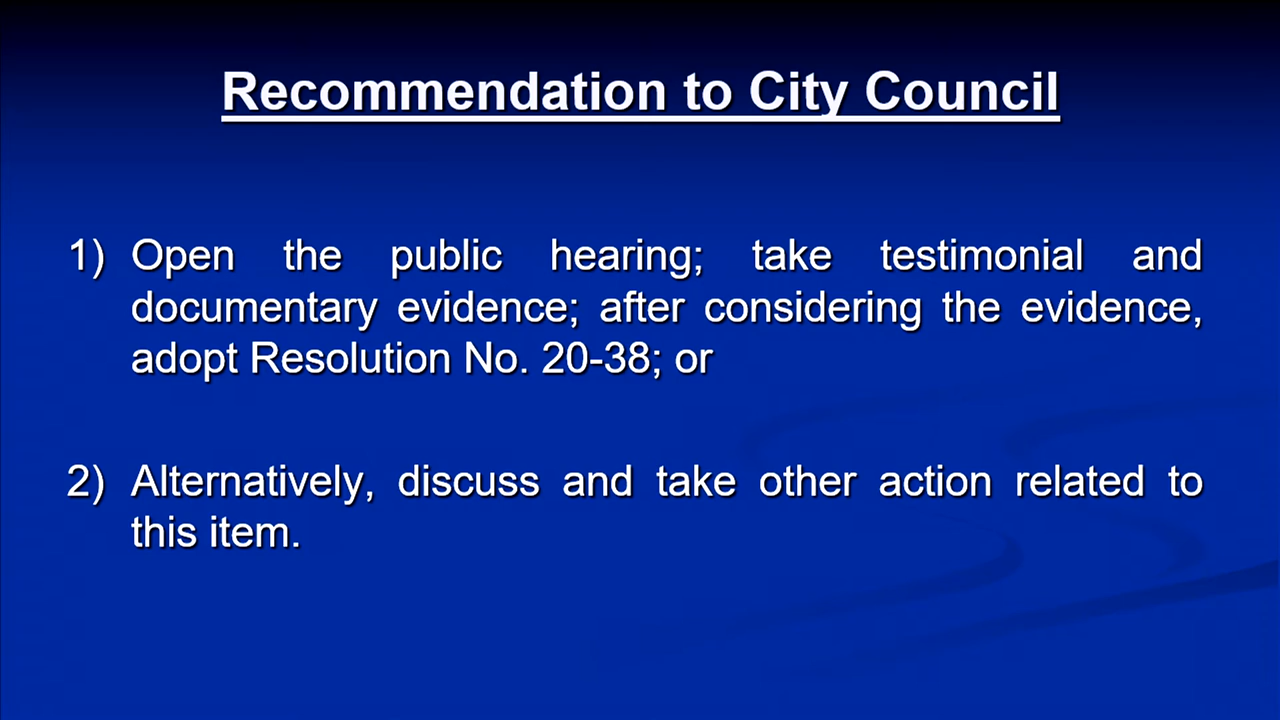 Recommendation to City Council
1) Open the public hearing; take testimonial and
documentary evidence; after considering the evidence,
adopt Resolution No. 20-38; or
2) Alternatively, discuss and take other action related to
this item.